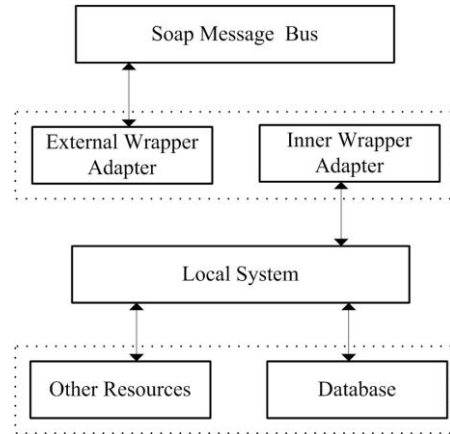 Soap Message Bus
External Wrapper
Adapter
Inner Wrapper
Adapter
Local System
Other Resources
Database